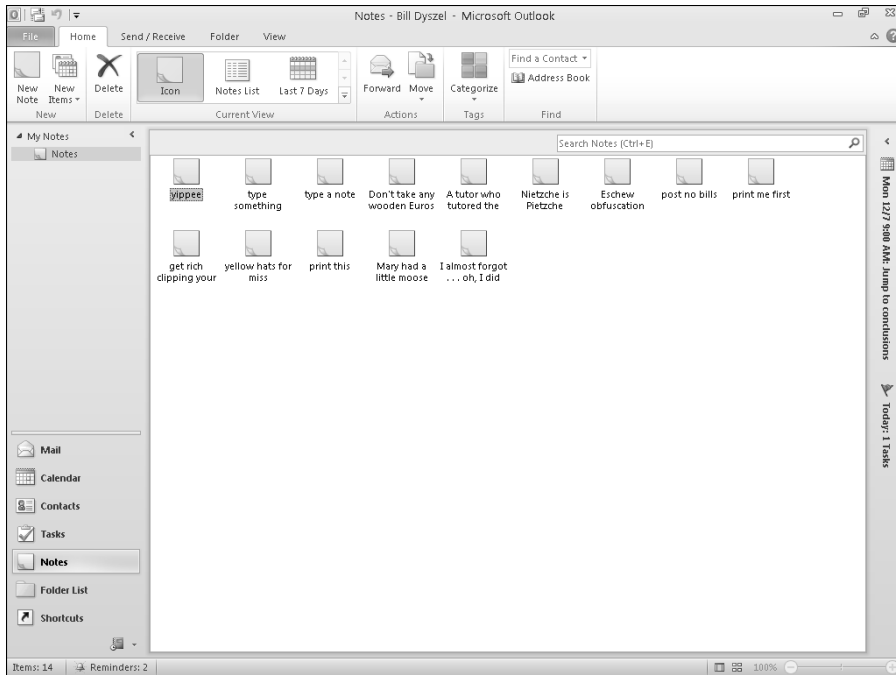 Notes - Bill Dyszel - Microsoft Outlook
File Home Send / Receive Folder View
New Note
New Items
Delete
Icon
Notes List
Last 7 Days
Forward
Move
Categorize
Find a Contact
Address Book
New Delete Current View Actions Tags Find
My Notes
Notes
Search Notes (Ctrl+E)
yippee
type something
type a note
Don't take any wooden Euros
A tutor who tutored the
Nietzche is Pietzche
Eschew obfuscation
post no bills
print me first
get rich clipping your
yellow hats for miss
print this
Mary had a little moose
I almost forgot . . . oh, I did
Mon 12/7 9:00 AM: Jump to conclusions
Today: 1 Tasks
Mail
Calendar
Contacts
Tasks
Notes
Folder List
Shortcuts
Items: 14 Reminders: 2 100%